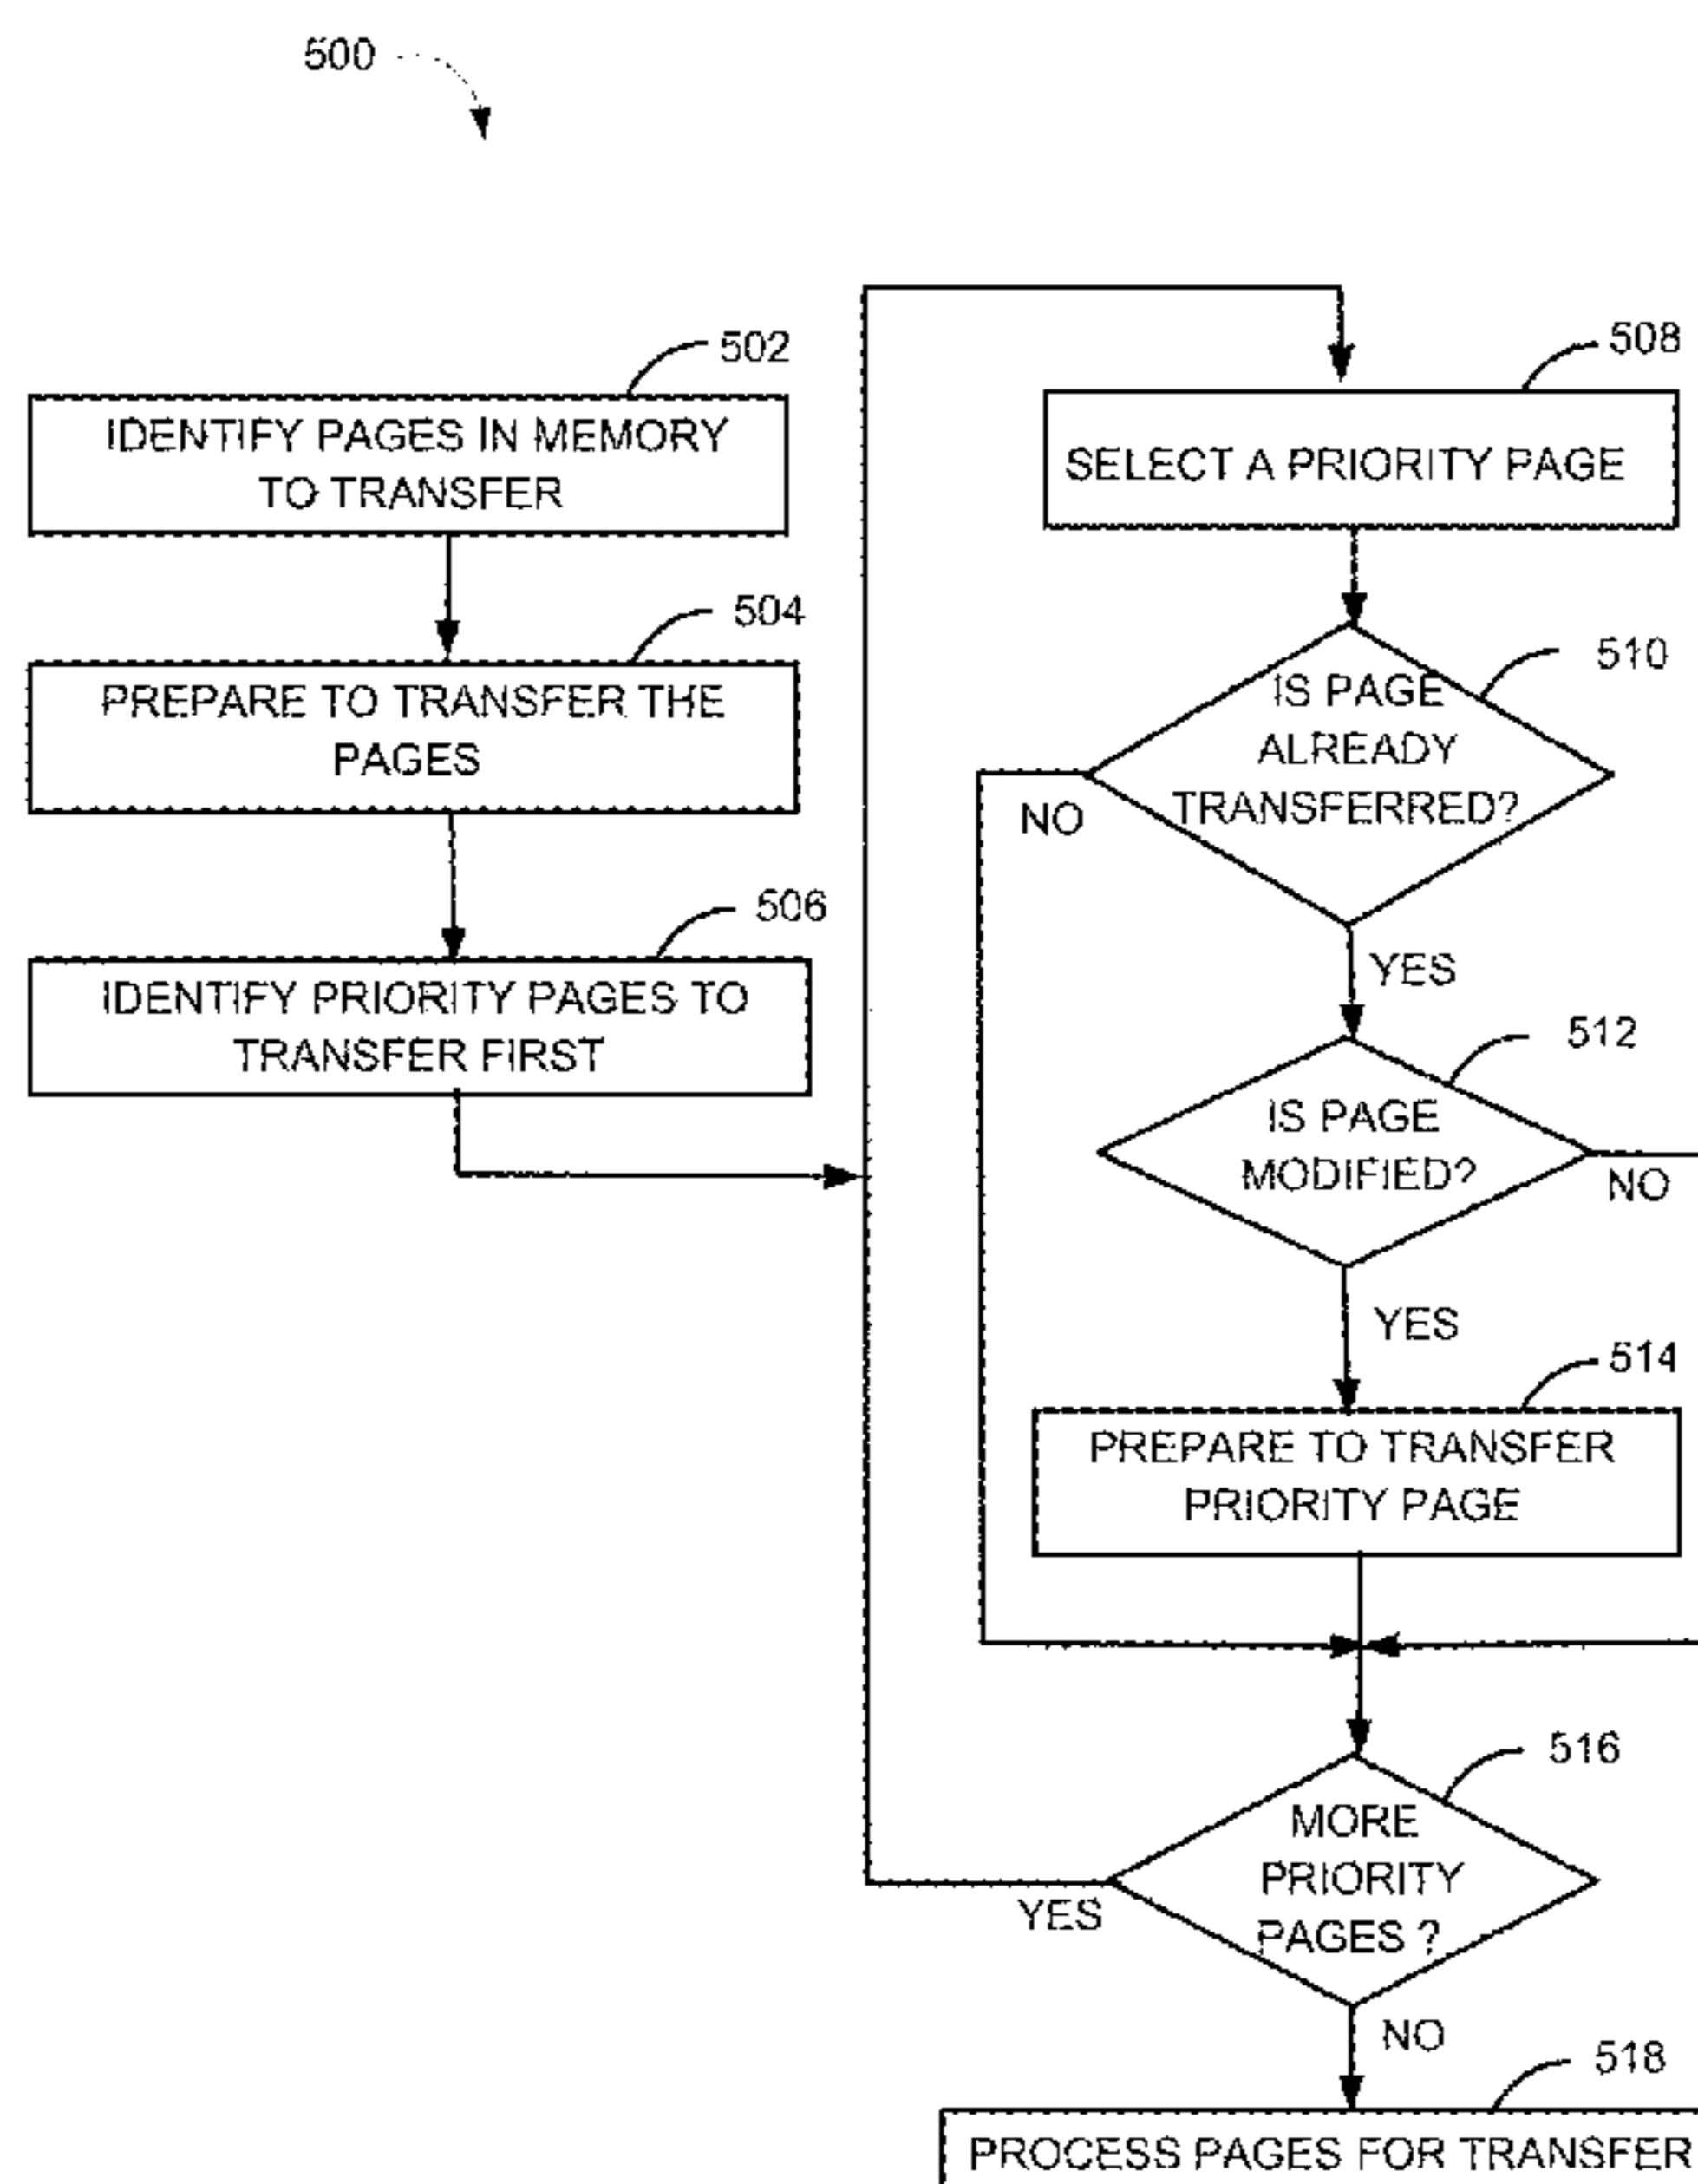 500
502
IDENTIFY PAGES IN MEMORY
TO TRANSFER
504
PREPARE TO TRANSFER THE
PAGES
506
IDENTIFY PRIORITY PAGES TO
TRANSFER FIRST
508
SELECT A PRIORITY PAGE
510
IS PAGE
ALREADY
TRANSFERRED?
NO
YES
512
IS PAGE
MODIFIED?
NO
YES
514
PREPARE TO TRANSFER
PRIORITY PAGE
516
MORE
PRIORITY
PAGES ?
YES
NO
518
PROCESS PAGES FOR TRANSFER